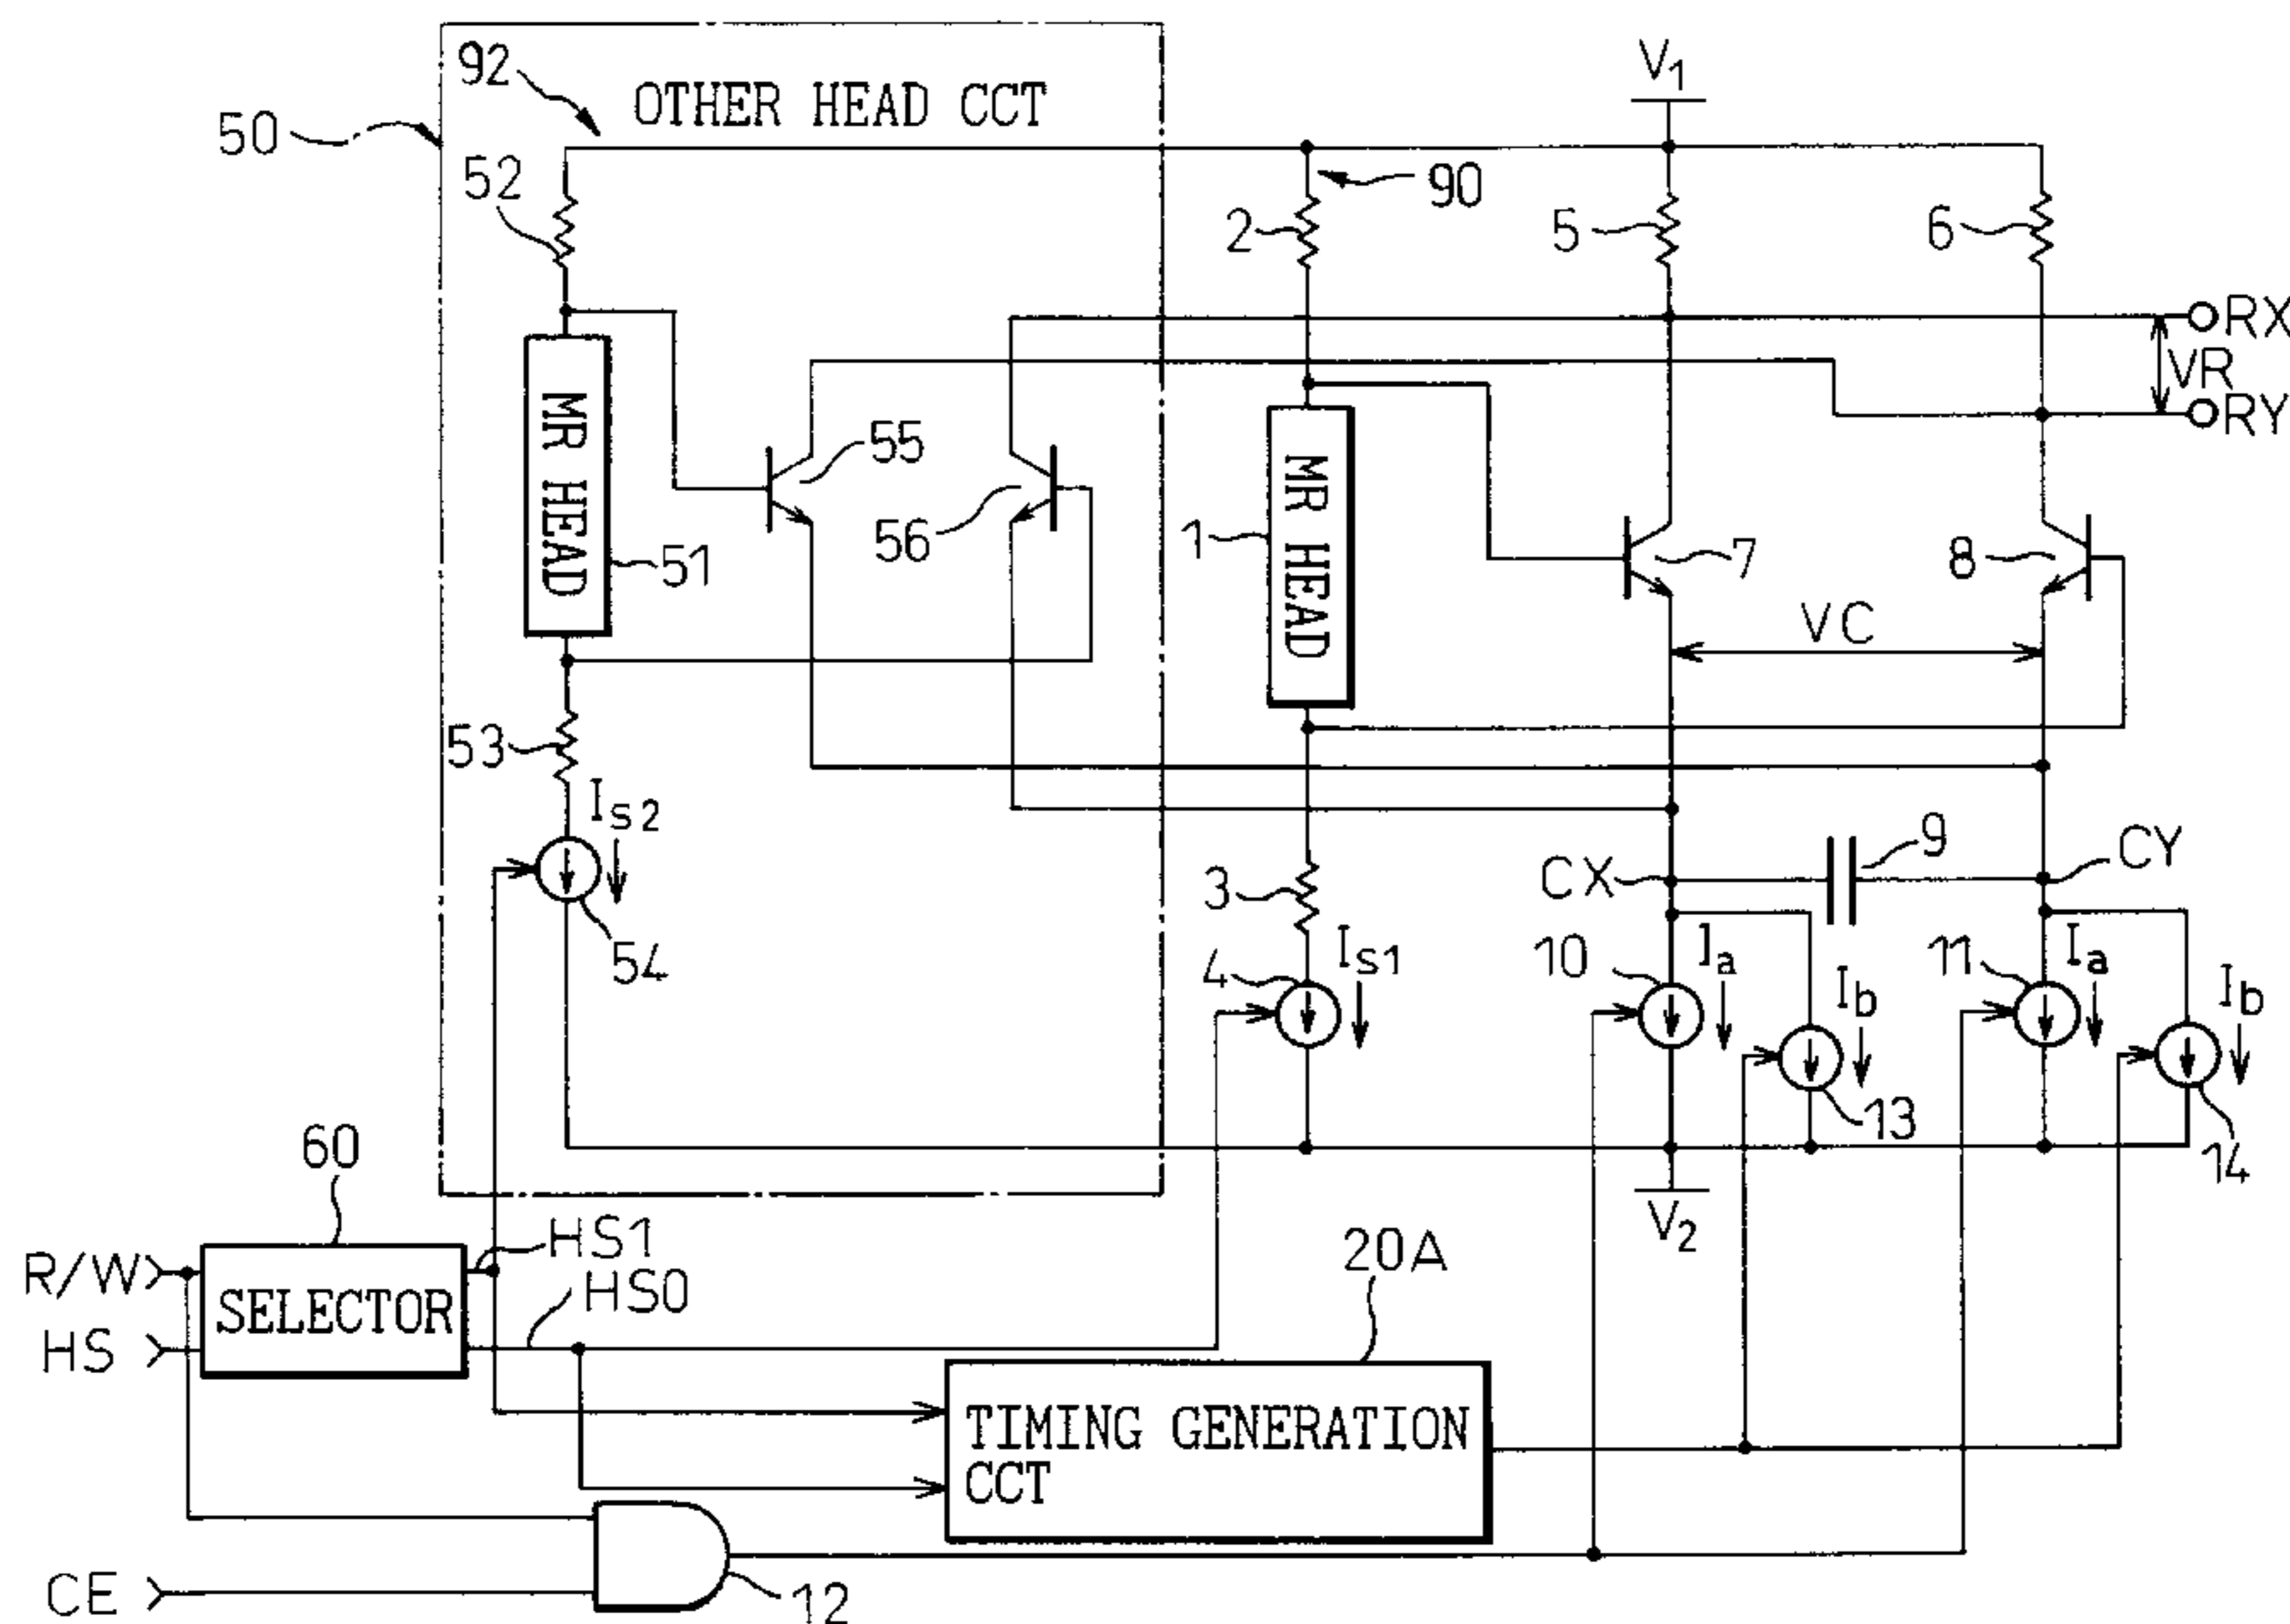 92
OTHER HEAD CCT
V1
50
52
90
2
5
6
RX
VR
RY
MR HEAD
55
56
1
MR HEAD
7
8
51
VC
53
Is2
9
CX
CY
3
54
4
Is1
10
Ia
Ib
11
Ia
Ib
13
14
60
V2
HS1
20A
R/W
SELECTOR
HS0
HS
TIMING GENERATION
CCT
CE
12